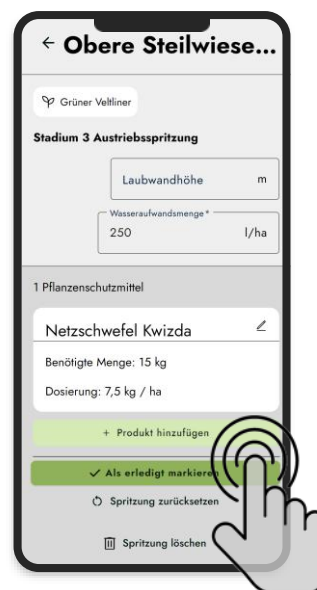 Obere Steilwiese...
Grüner Veltliner
Stadium 3 Austriebsspritzung
Laubwandhöhe m
Wasseraufwandsmenge*
250 l/ha
1 Pflanzenschutzmittel
Netzschwefel Kwizda
Benötigte Menge: 15 kg
Dosierung: 7,5 kg / ha
+ Produkt hinzufügen
Als erledigt markieren
Spritzung zurücksetzen
Spritzung löschen